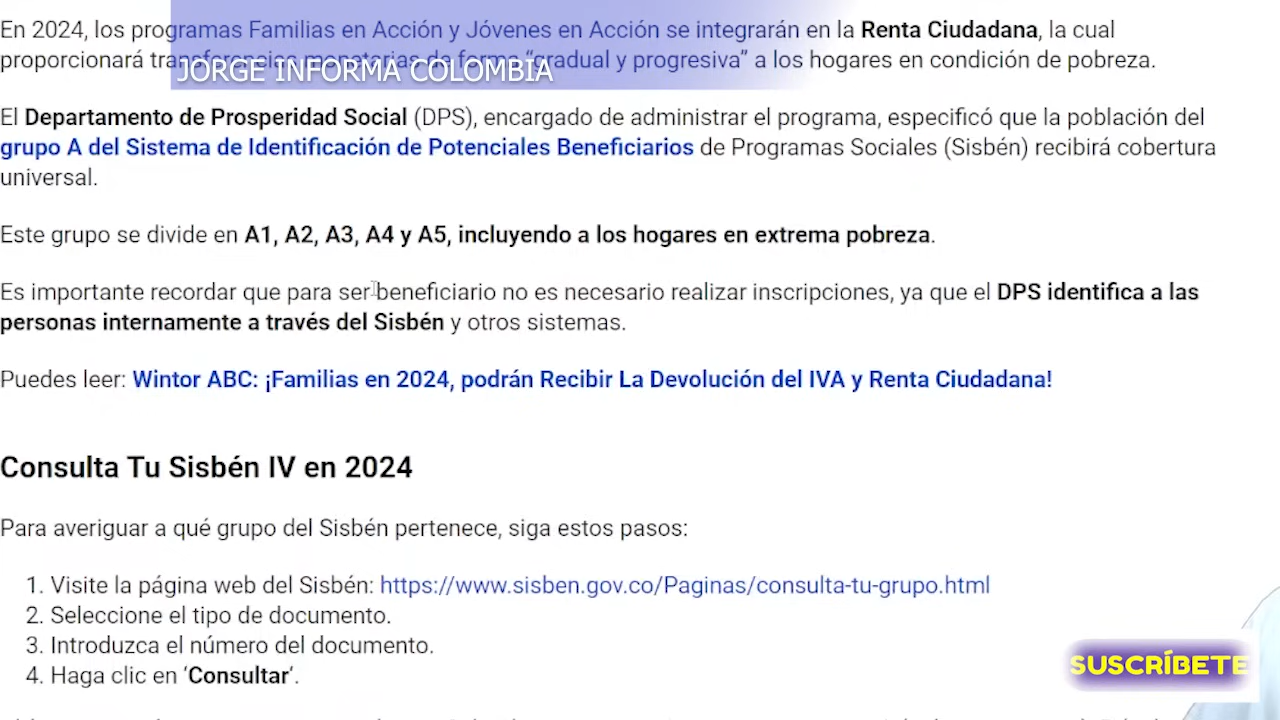 En 2024, los programas Familias en Acción y Jóvenes en Acción se integrarán en la Renta Ciudadana, la cual
proporcionará transferencias monetarias de forma “gradual y progresiva” a los hogares en condición de pobreza.
JORGE INFORMA COLOMBIA
El Departamento de Prosperidad Social (DPS), encargado de administrar el programa, especificó que la población del
grupo A del Sistema de Identificación de Potenciales Beneficiarios de Programas Sociales (Sisbén) recibirá cobertura
universal.
Este grupo se divide en A1, A2, A3, A4 y A5, incluyendo a los hogares en extrema pobreza.
Es importante recordar que para ser beneficiario no es necesario realizar inscripciones, ya que el DPS identifica a las
personas internamente a través del Sisbén y otros sistemas.
Puedes leer: Wintor ABC: ¡Familias en 2024, podrán Recibir La Devolución del IVA y Renta Ciudadana!
Consulta Tu Sisbén IV en 2024
Para averiguar a qué grupo del Sisbén pertenece, siga estos pasos:
1. Visite la página web del Sisbén: https://www.sisben.gov.co/Paginas/consulta-tu-grupo.html
2. Seleccione el tipo de documento.
3. Introduzca el número del documento.
4. Haga clic en ‘Consultar‘.
SUSCRÍBETE